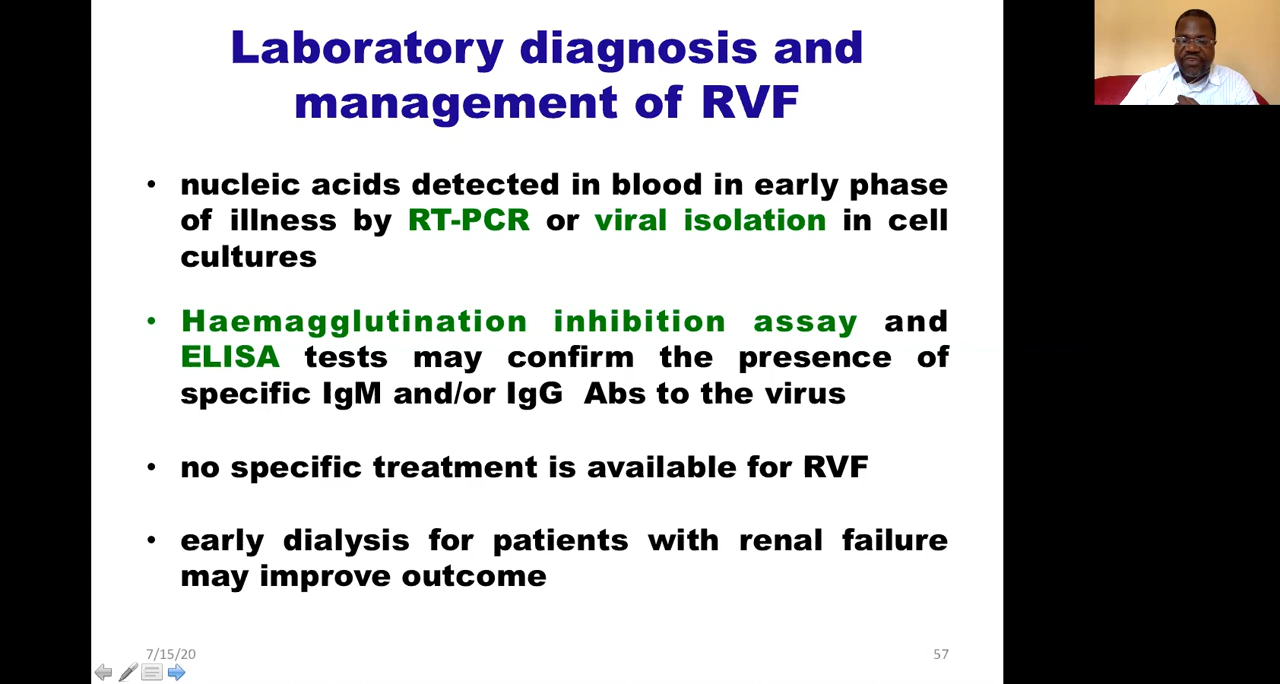 Laboratory diagnosis and
management of RVF
• nucleic acids detected in blood in early phase
of illness by RT-PCR or viral isolation in cell
cultures
• Haemagglutination inhibition assay and
ELISA tests may confirm the presence of
specific IgM and/or IgG Abs to the virus
• no specific treatment is available for RVF
• early dialysis for patients with renal failure
may improve outcome
7/15/20
57